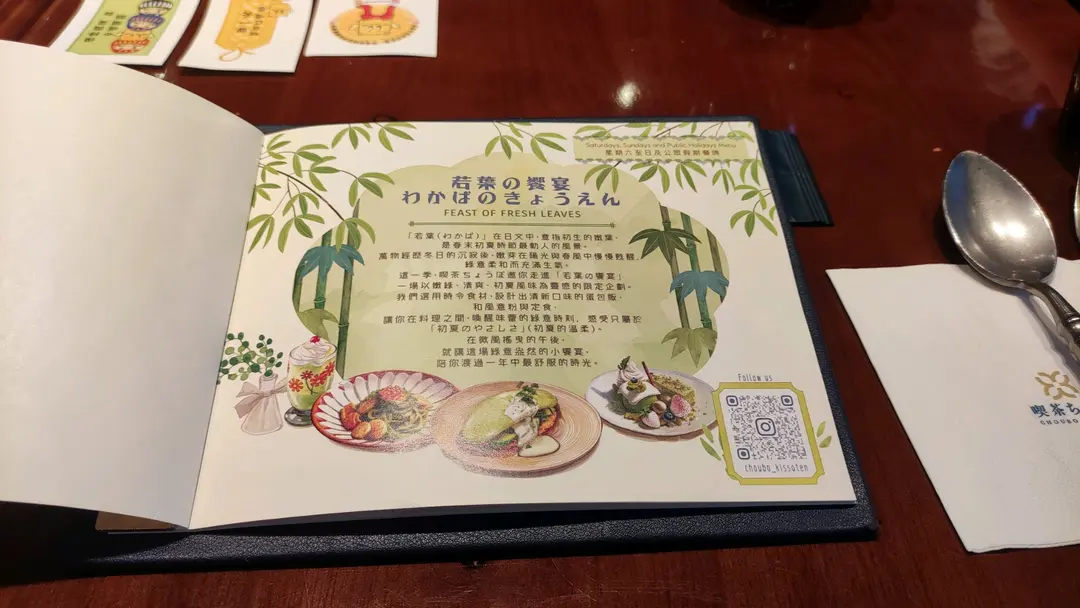 Saturdays, Sundays and Public Holidays Menu
星期六至日及公眾假期餐牌
若葉の饗宴
わかばのきょうえん
FEAST OF FRESH LEAVES
「若葉(わかば)」在日文中,意指初生的嫩葉,
是春末初夏時節最動人的風景。
萬物經歷冬日的沉寂後,嫩芽在陽光與春風中慢慢甦醒,
綠意柔和而充滿生氣。
這一季,喫茶ちょうぼ邀你走進「若葉の饗宴」
一場以嫩綠、清爽、初夏風味為靈感的限定企劃。
我們選用時令食材,設計出清新口味的蛋包飯,
和風意粉與定食,
讓你在料理之間,喚醒味蕾的綠意時刻, 感受只屬於
「初夏のやさしさ」(初夏的溫柔)。
在微風搖曳的午後,
就讓這場綠意盎然的小饗宴,
陪你渡過一年中最舒服的時光。
Follow us
choubo_kissaten
喫茶ち
CHOUBO